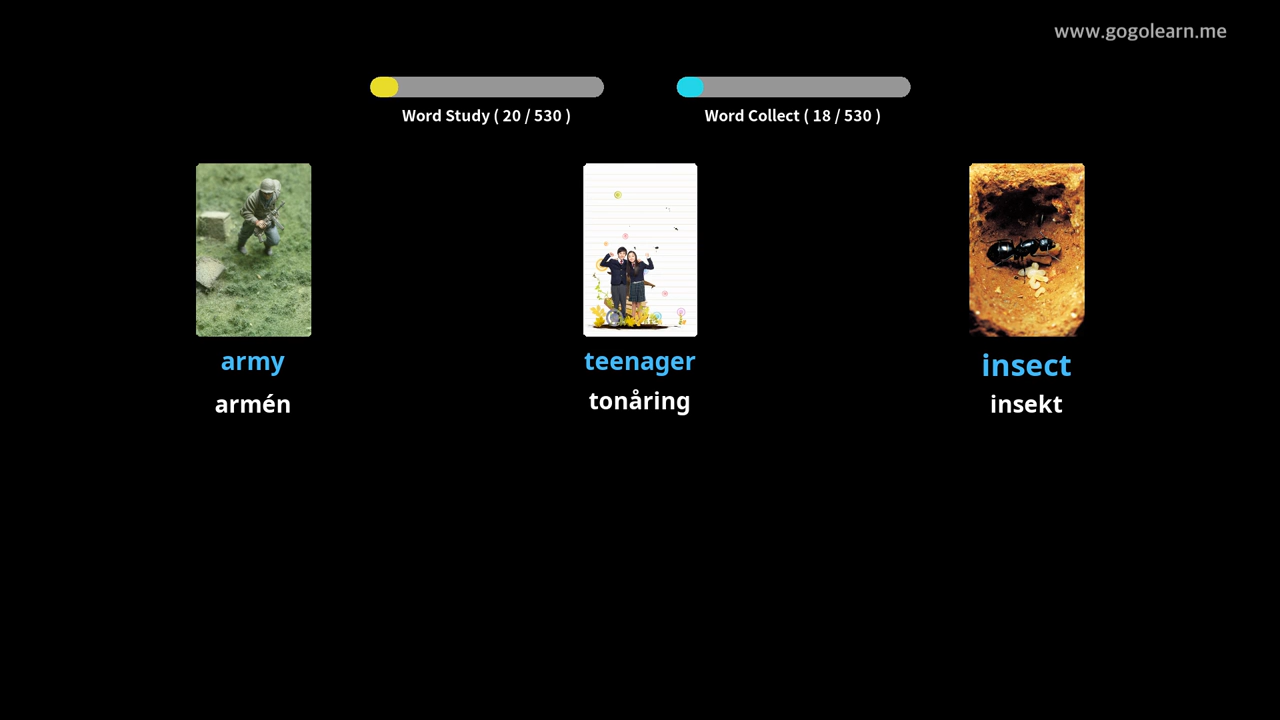 www.gogolearn.me
Word Study ( 20 / 530 )
Word Collect ( 18 / 530 )
army
teenager
insect
armén
tonåring
insekt